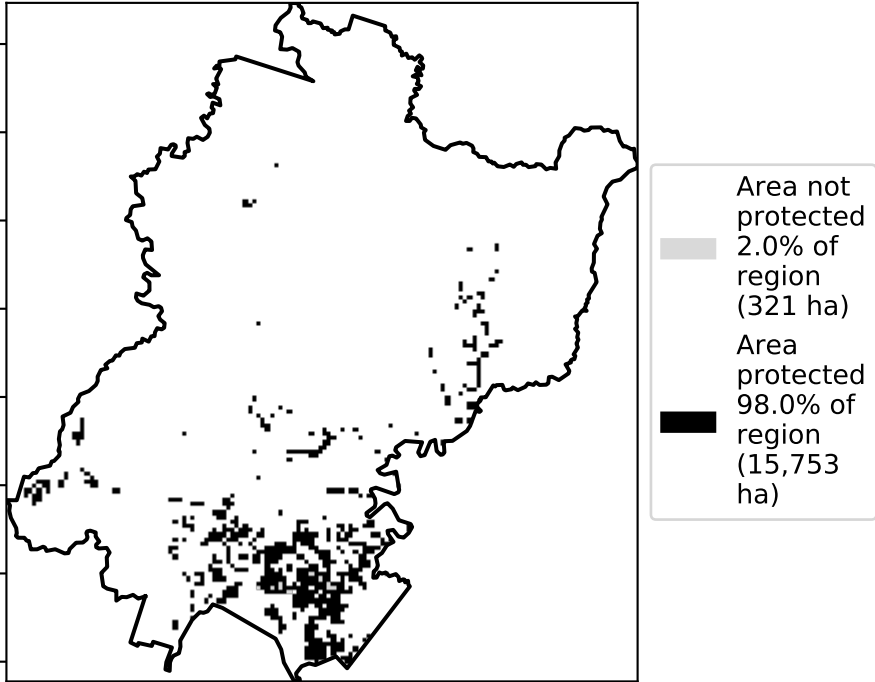 Area not
protected
2.0% of
region
(321 ha)
Area
protected
98.0% of
region
(15,753
ha)